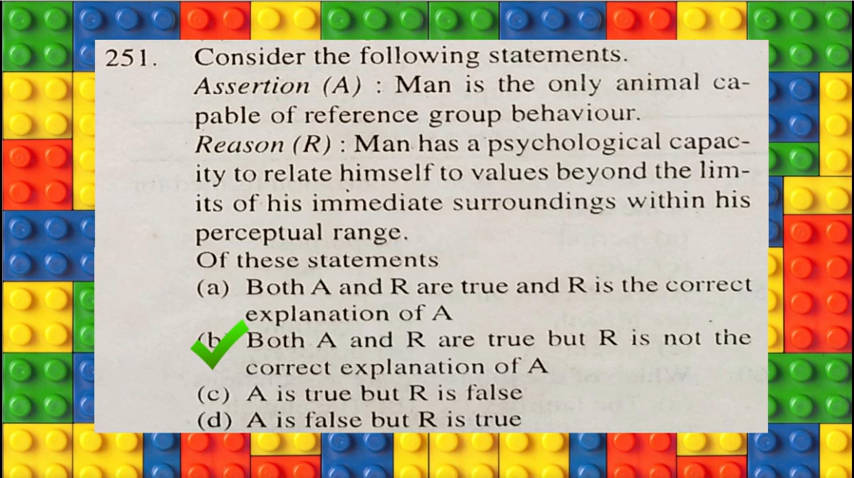 251. Consider the following statements.
Assertion (A) : Man is the only animal ca-
pable of reference group behaviour.
Reason (R) : Man has a psychological capac-
ity to relate himself to values beyond the lim-
its of his immediate surroundings within his
perceptual range.
Of these statements
(a) Both A and R are true and R is the correct
explanation of A
(b Both A and R are true but R is not the
correct explanation of A
(c) A is true but R is false
(d) A is false but R is true